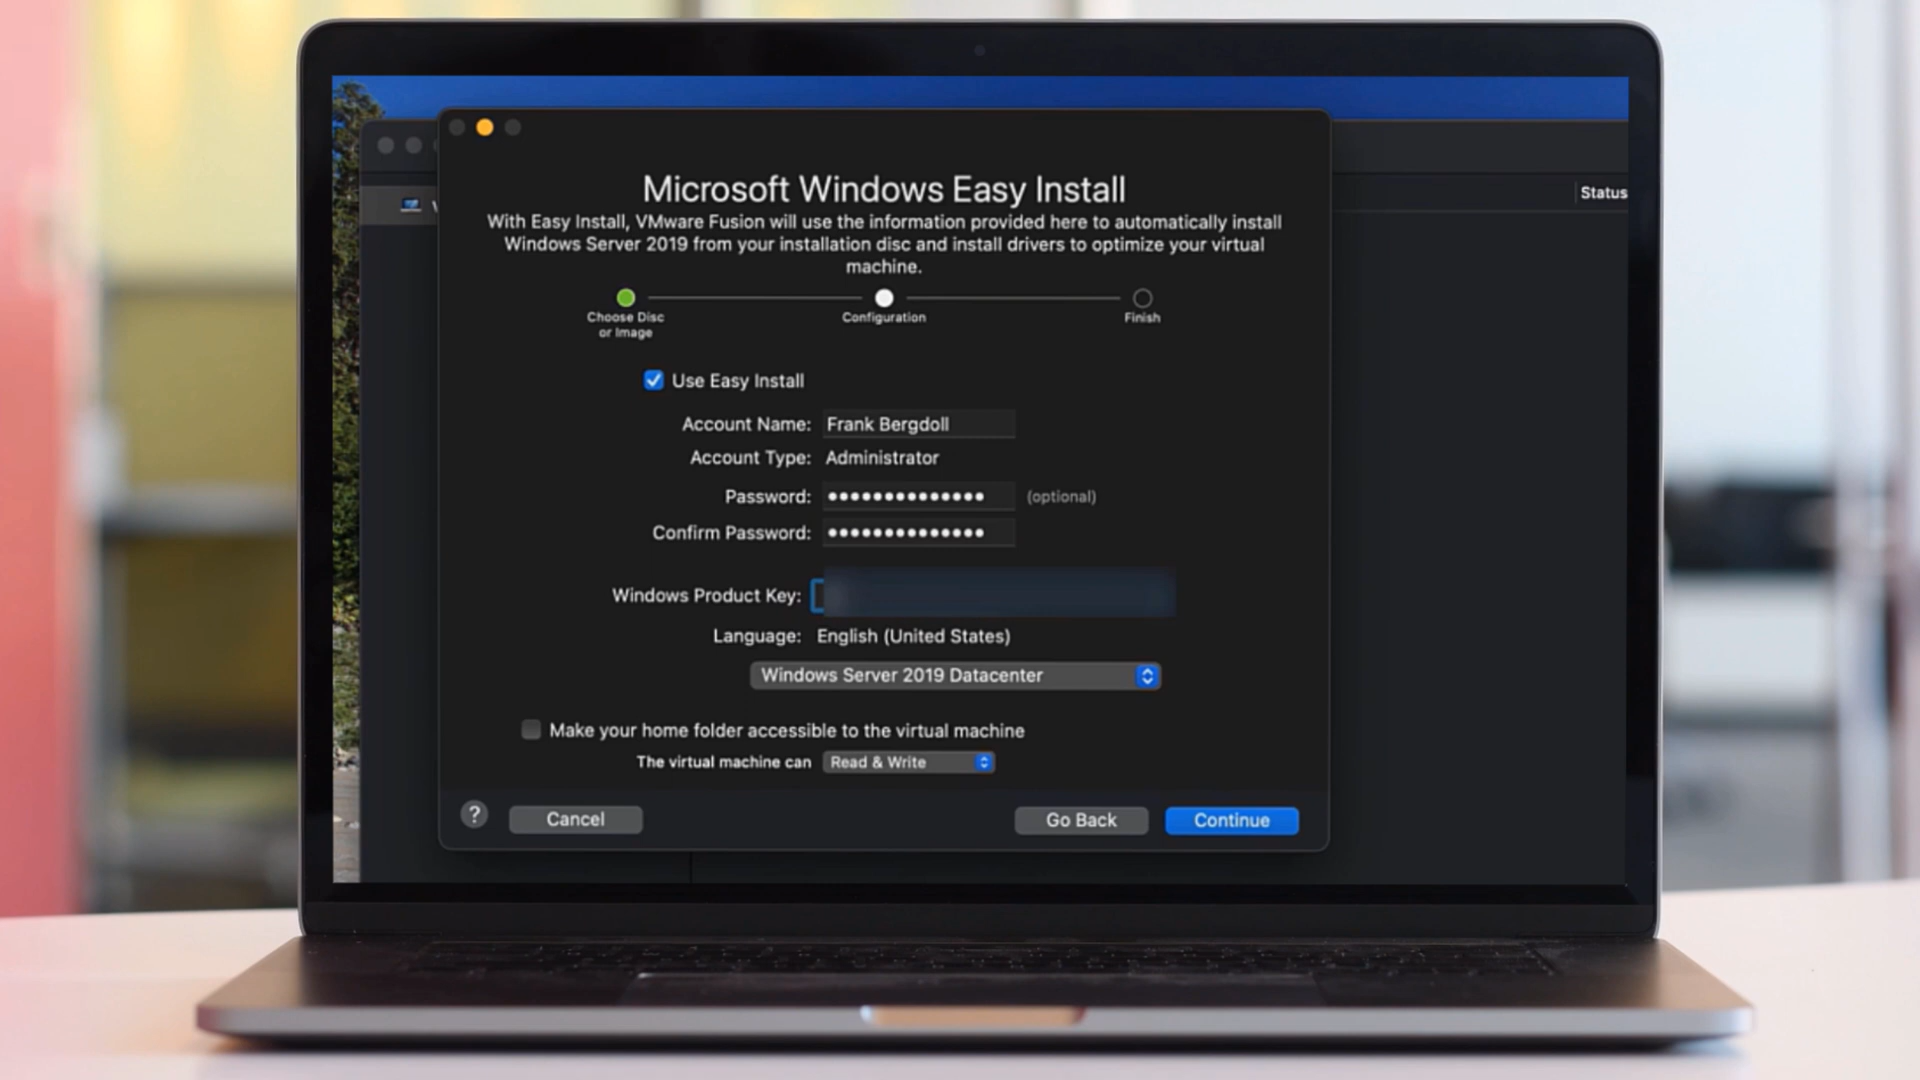 Status
Microsoft Windows Easy Install
With Easy Install, VMware Fusion will use the information provided here to automatically install
Windows Server 2019 from your installation disc and install drivers to optimize your virtual
machine.
Choose Disc
or Image
Configuration
Finish
Use Easy Install
Account Name: Frank Bergdoll
Account Type: Administrator
Password: ●●●●●●●●●●●●●● (optional)
Confirm Password: ●●●●●●●●●●●●●●
Windows Product Key:
Language: English (United States)
Windows Server 2019 Datacenter
Make your home folder accessible to the virtual machine
The virtual machine can Read & Write
? Cancel Go Back Continue